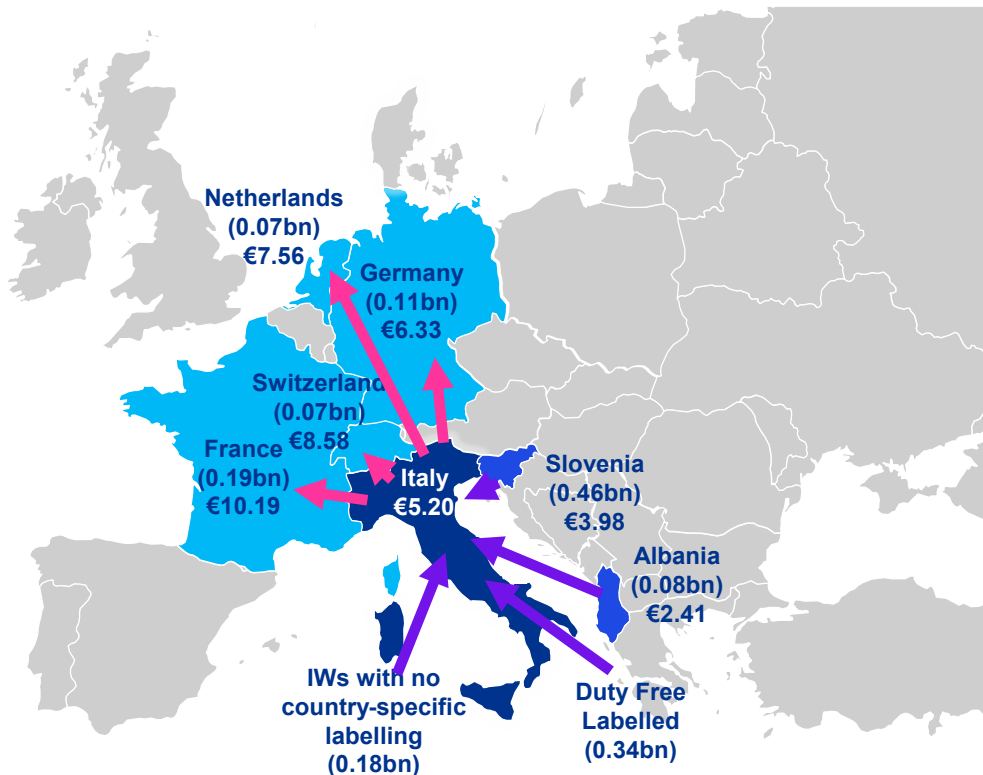 Netherlands
(0.07bn)
€7.56
Germany
(0.11bn)
€6.33
Switzerland
(0.07bn)
€8.58
France
(0.19bn)
€10.19
Italy
€5.20
Slovenia
(0.46bn)
€3.98
Albania
(0.08bn)
€2.41
IWs with no
country-specific
labelling
(0.18bn)
Duty Free
Labelled
(0.34bn)